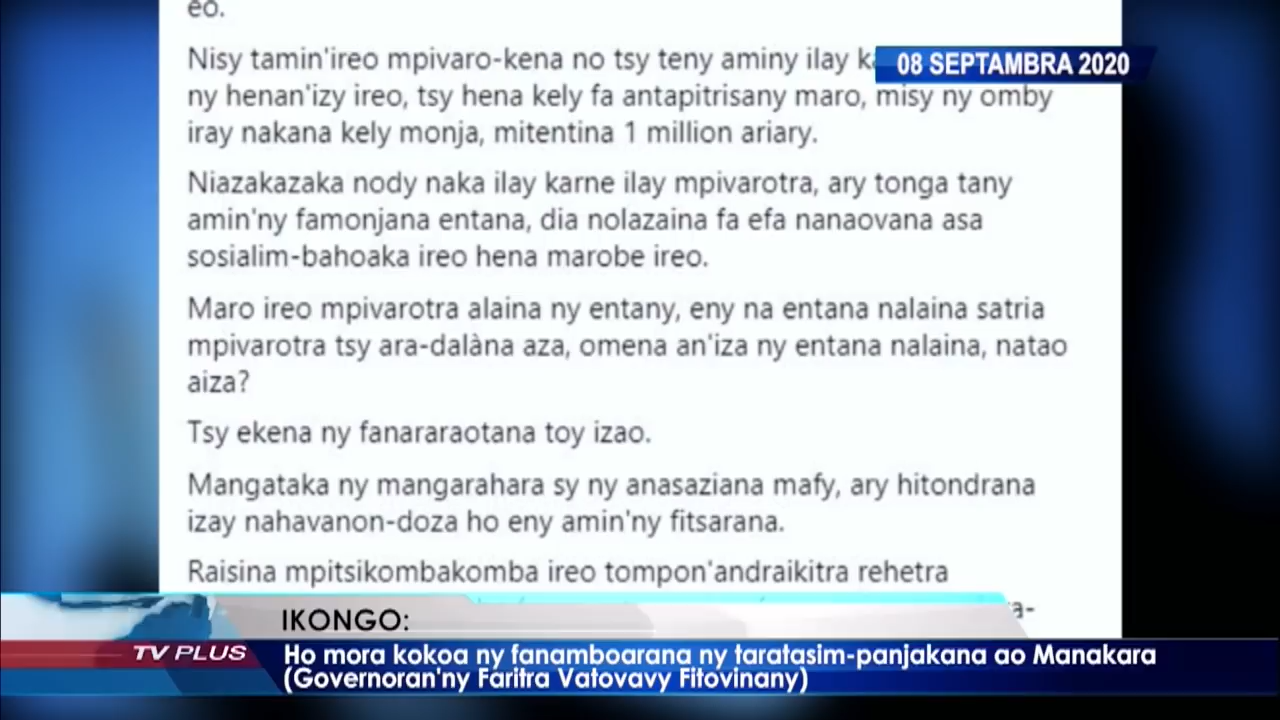 eo.
Nisy tamin'ireo mpivaro-kena no tsy teny aminy ilay
08 SEPTAMBRA 2020
ny henan'izy ireo, tsy hena kely fa antapitrisany maro, misy ny omby
iray nakana kely monja, mitentina 1 million ariary.
Niazakazaka nody naka ilay karne ilay mpivarotra, ary tonga tany
amin'ny famonjana entana, dia nolazaina fa efa nanaovana asa
sosialim-bahoaka ireo hena marobe ireo.
Maro ireo mpivarotra alaina ny entany, eny na entana nalaina satria
mpivarotra tsy ara-dalàna aza, omena an'iza ny entana nalaina, natao
aiza?
Tsy ekena ny fanararaotana toy izao.
Mangataka ny mangarahara sy ny anasaziana mafy, ary hitondrana
izay nahavanon-doza ho eny amin'ny fitsarana.
Raisina mpitsikombakomba ireo tompon'andraikitra rehetra
IKONGO:
TV PLUS
Ho mora kokoa ny fanamboarana ny taratasim-panjakana ao Manakara
(Governoran'ny Faritra Vatovavy Fitovinany)